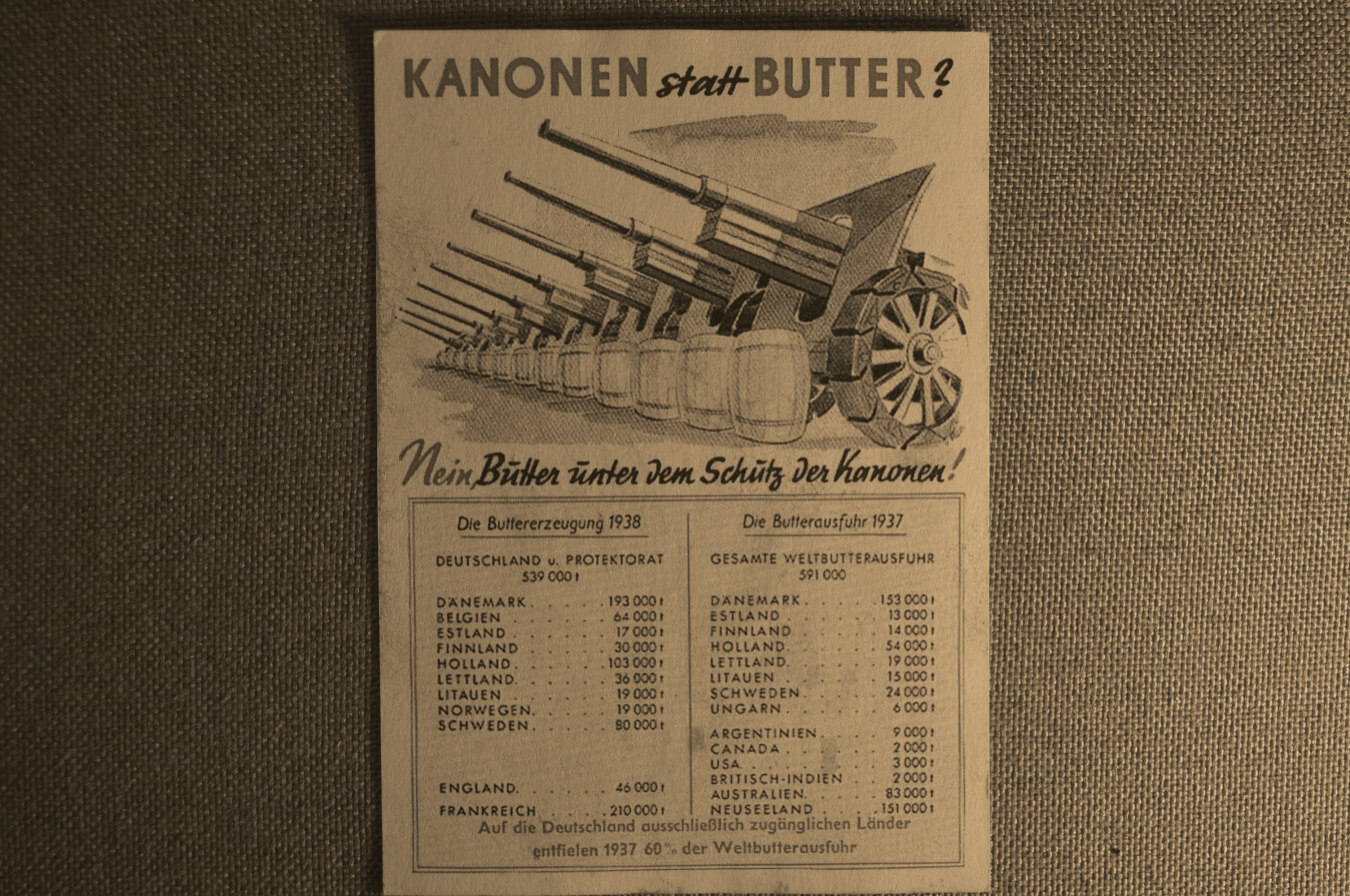 KANONEN statt BUTTER?
Nein, Butter unter dem Schutz der Kanonen!
Die Buttererzeugung 1938
DEUTSCHLAND u. PROTEKTORAT
539 000 t
DÄNEMARK . . . . . 193 000 t
BELGIEN . . . . . . 64 000 t
ESTLAND . . . . . . 17 000 t
FINNLAND . . . . . 30 000 t
HOLLAND . . . . . . 103 000 t
LETTLAND . . . . . 36 000 t
LITAUEN . . . . . . 19 000 t
NORWEGEN . . . . . 19 000 t
SCHWEDEN . . . . . 80 000 t
ENGLAND . . . . . . 46 000 t
FRANKREICH . . . . 210 000 t
Die Butterausfuhr 1937
GESAMTE WELTBUTTERAUSFUHR
591 000
DÄNEMARK . . . . . 153 000 t
ESTLAND . . . . . . 13 000 t
FINNLAND . . . . . 14 000 t
HOLLAND . . . . . . 54 000 t
LETTLAND . . . . . 19 000 t
LITAUEN . . . . . . 15 000 t
SCHWEDEN . . . . . 24 000 t
UNGARN . . . . . . 6 000 t
ARGENTINIEN . . . . 9 000 t
CANADA . . . . . . 2 000 t
USA . . . . . . . . 3 000 t
BRITISCH-INDIEN . . 2 000 t
AUSTRALIEN . . . . 83 000 t
NEUSEELAND . . . . 151 000 t
Auf die Deutschland ausschließlich zugänglichen Länder
entfielen 1937 60 % der Weltbutterausfuhr